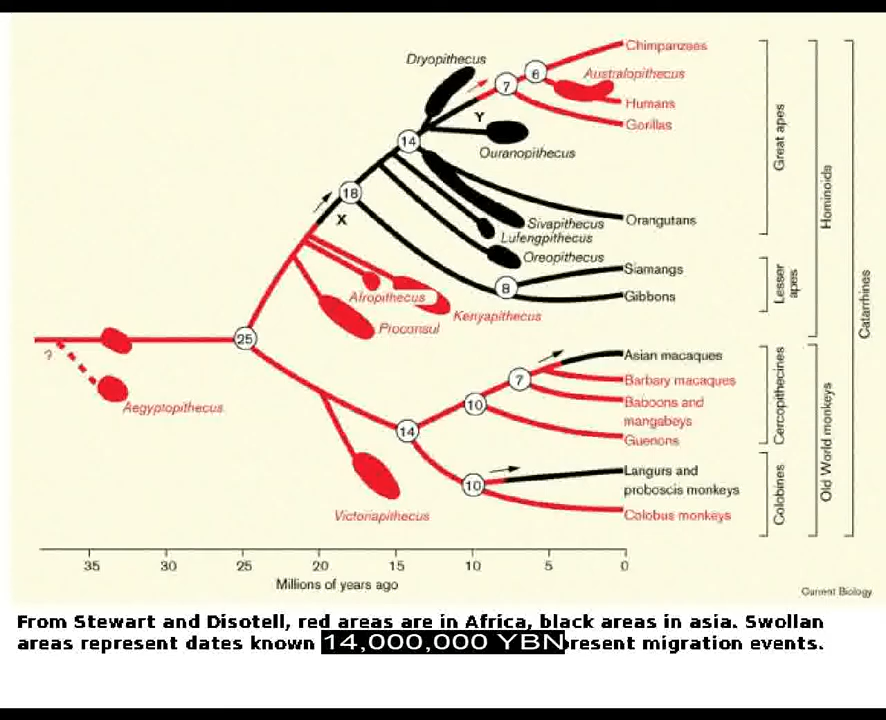 Chimpanzees
Dryopithecus
Australopithecus
6
7
Humans
Y
Gorillas
14
Ouranopithecus
Great apes
18
X
Sivapithecus
Orangutans
Lufengpithecus
Oreopithecus
Hominoids
Siamangs
8
Gibbons
Lesser
apes
Afropithecus
Kenyapithecus
Proconsul
Catarrhines
25
?
Aegyptopithecus
Asian macaques
7
Barbary macaques
10
Baboons and
mangabeys
Guenons
Cercopithecines
14
Old World monkeys
10
Langurs and
proboscis monkeys
Colobus monkeys
Colobines
Victoriapithecus
35 30 25 20 15 10 5 0
Millions of years ago
Current Biology
From Stewart and Disotell, red areas are in Africa, black areas in asia. Swollan
areas represent dates known 14,000,000 YBN present migration events.